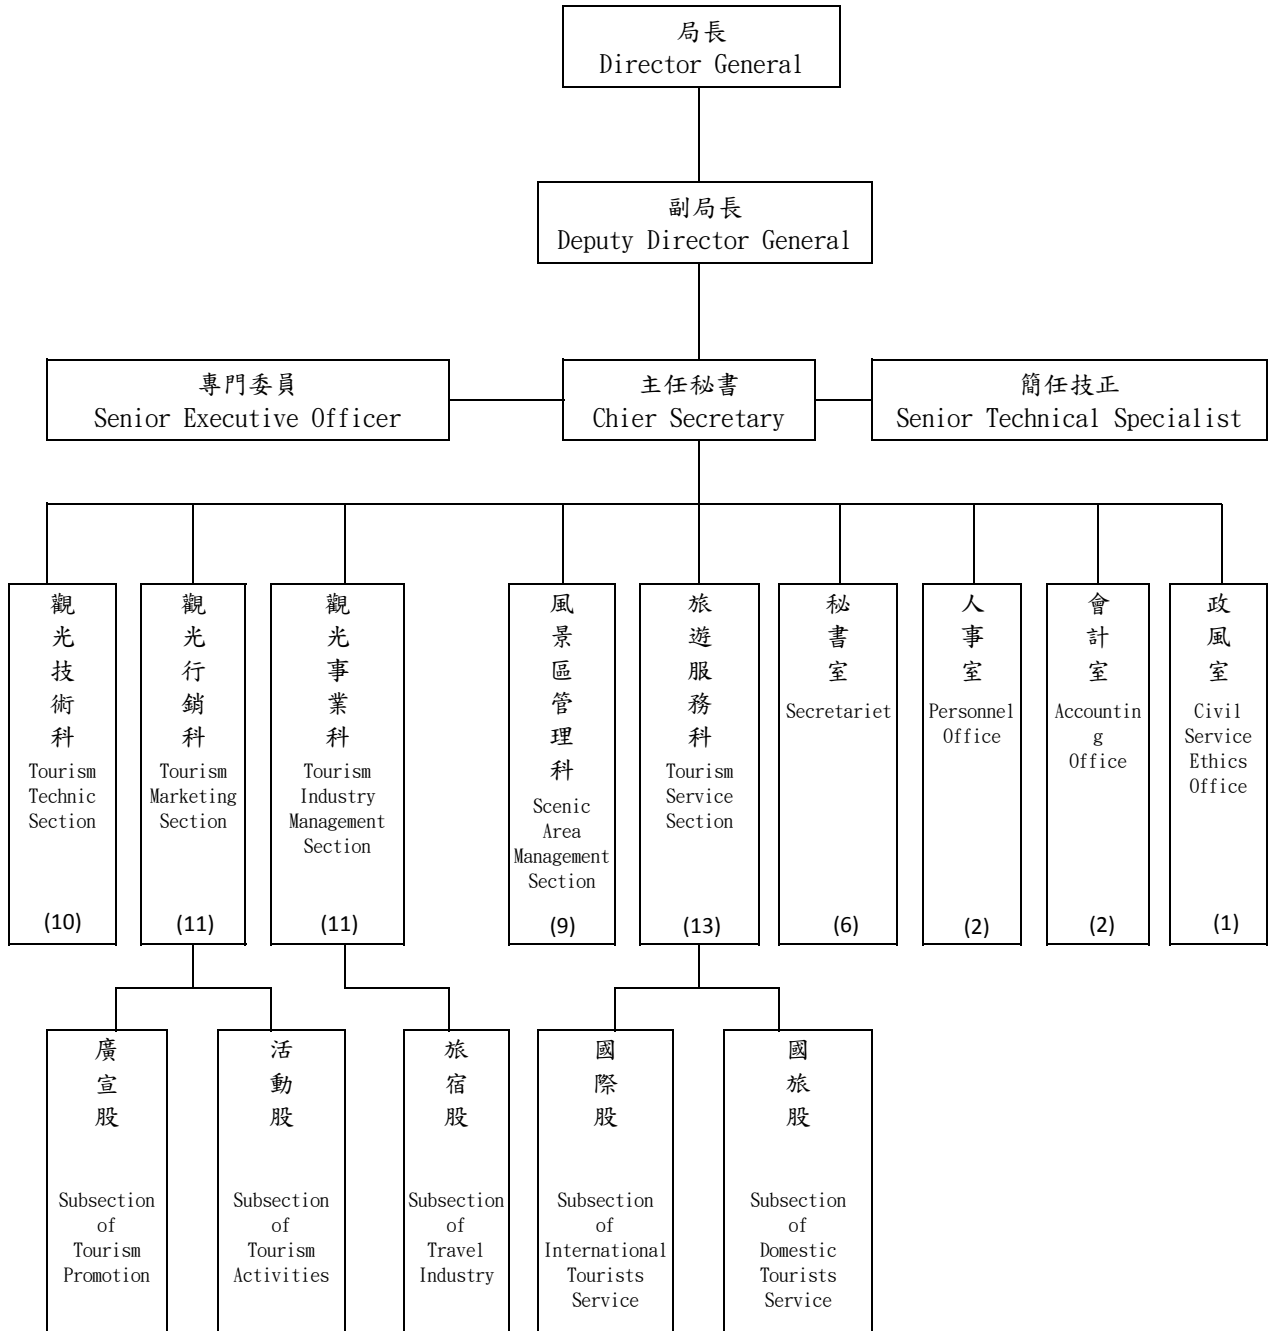 局長
Director General
副局長
Deputy Director General
專門委員
Senior Executive Officer
主任秘書
Chier Secretary
簡任技正
Senior Technical Specialist
觀光技術科
Tourism
Technic
Section
(10)
觀光行銷科
Tourism
Marketing
Section
(11)
觀光事業科
Tourism
Industry
Management
Section
(11)
風景區管理科
Scenic
Area
Management
Section
(9)
旅遊服務科
Tourism
Service
Section
(13)
秘書室
Secretariet
(6)
人事室
Personnel
Office
(2)
會計室
Accountin
g
Office
(2)
政風室
Civil
Service
Ethics
Office
(1)
廣宣股
Subsection
of
Tourism
Promotion
活動股
Subsection
of
Tourism
Activities
旅宿股
Subsection
of
Travel
Industry
國際股
Subsection
of
International
Tourists
Service
國旅股
Subsection
of
Domestic
Tourists
Service